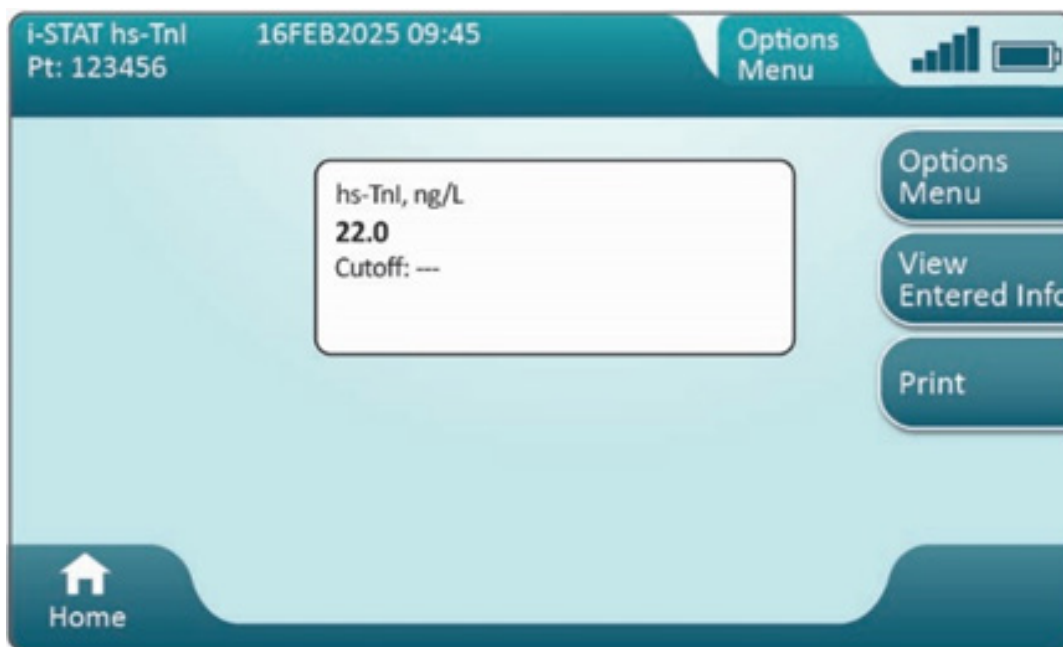 i-STAT hs-TnI 16FEB2025 09:45
Pt: 123456
Options
Menu
hs-TnI, ng/L
22.0
Cutoff: ---
Options
Menu
View
Entered Info
Print
Home